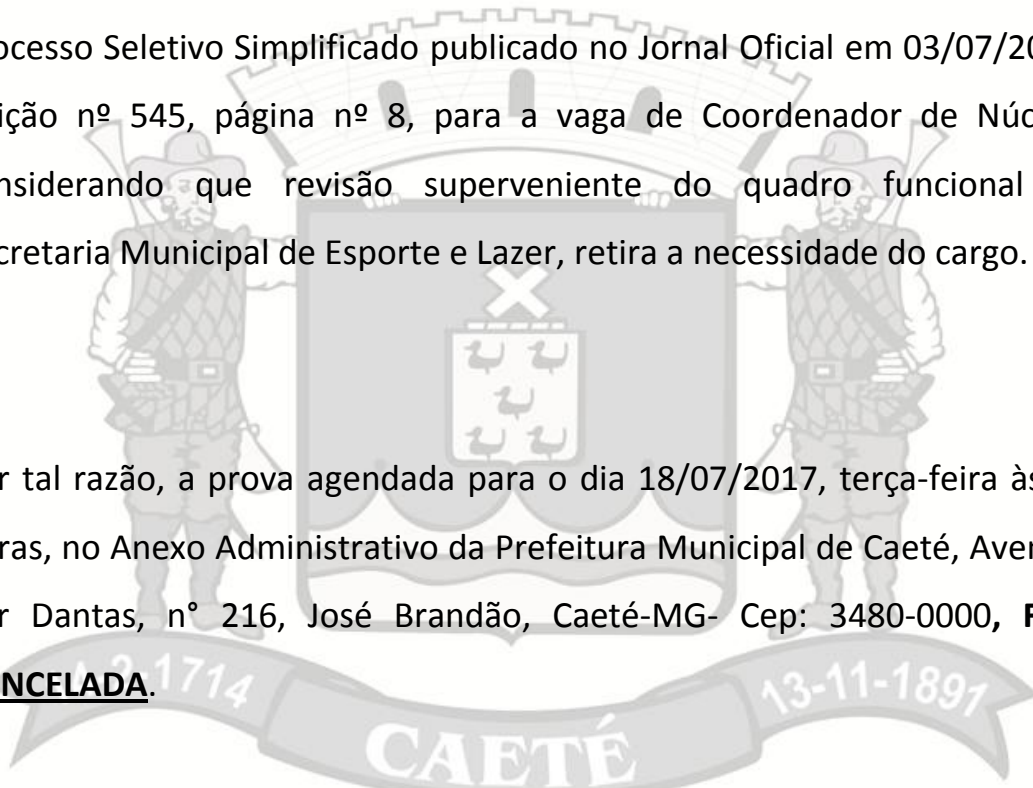 ocesso Seletivo Simplificado publicado no Jornal Oficial em 03/07/20
ição nº 545, página nº 8, para a vaga de Coordenador de Núc
nsiderando que revisão superveniente do quadro funcional
cretaria Municipal de Esporte e Lazer, retira a necessidade do cargo.
r tal razão, a prova agendada para o dia 18/07/2017, terça-feira às
ras, no Anexo Administrativo da Prefeitura Municipal de Caeté, Aven
r Dantas, n° 216, José Brandão, Caeté-MG- Cep: 3480-0000, F
NCELADA.
2-1714
13-11-1891
CAETÉ